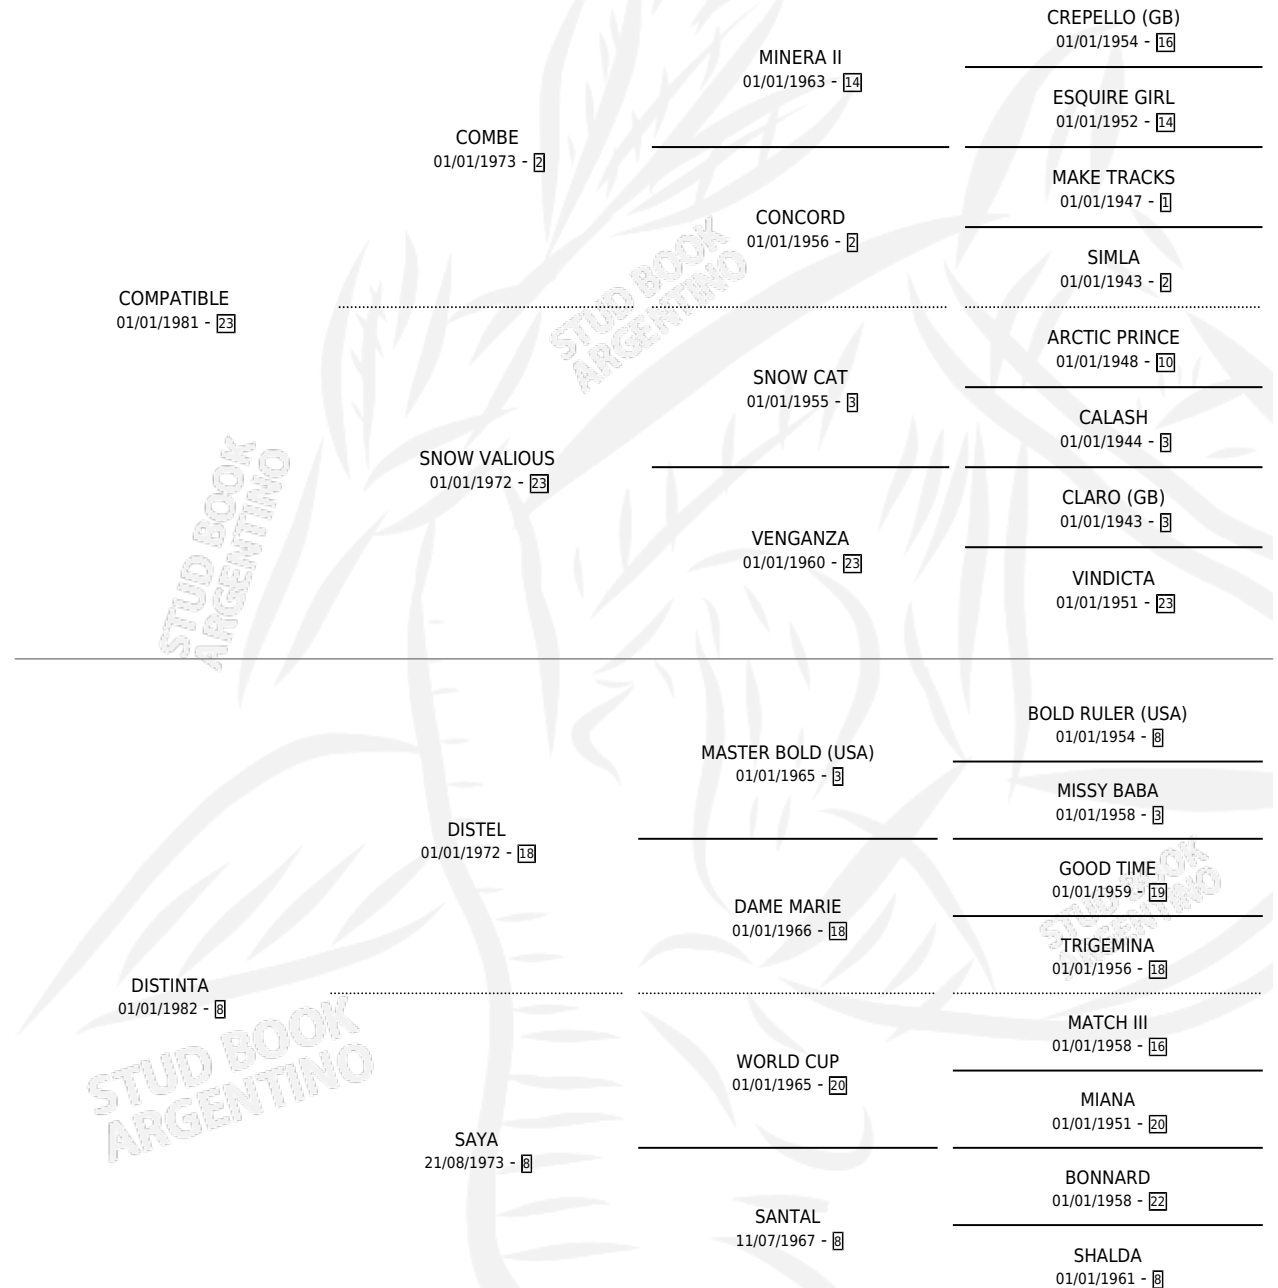 CREPELLO (GB)
01/01/1954 - 16
MINERA II
01/01/1963 - 14
ESQUIRE GIRL
01/01/1952 - 14
COMBE
01/01/1973 - 2
MAKE TRACKS
01/01/1947 - 1
CONCORD
01/01/1956 - 2
SIMLA
01/01/1943 - 2
COMPATIBLE
01/01/1981 - 23
ARCTIC PRINCE
01/01/1948 - 10
SNOW CAT
01/01/1955 - 3
CALASH
01/01/1944 - 3
SNOW VALIOUS
01/01/1972 - 23
CLARO (GB)
01/01/1943 - 3
VENGANZA
01/01/1960 - 23
VINDICTA
01/01/1951 - 23
BOLD RULER (USA)
01/01/1954 - 8
MASTER BOLD (USA)
01/01/1965 - 3
MISSY BABA
01/01/1958 - 3
DISTEL
01/01/1972 - 18
GOOD TIME
01/01/1959 - 19
DAME MARIE
01/01/1966 - 18
TRIGEMINA
01/01/1956 - 18
DISTINTA
01/01/1982 - 8
MATCH III
01/01/1958 - 16
WORLD CUP
01/01/1965 - 20
MIANA
01/01/1951 - 20
SAYA
21/08/1973 - 8
BONNARD
01/01/1958 - 22
SANTAL
11/07/1967 - 8
SHALDA
01/01/1961 - 8
STUD BOOK
ARGENTINO
STUD BOOK
ARGENTINO
STUD BOOK
ARGENTINO
STUD BOOK
ARGENTINO